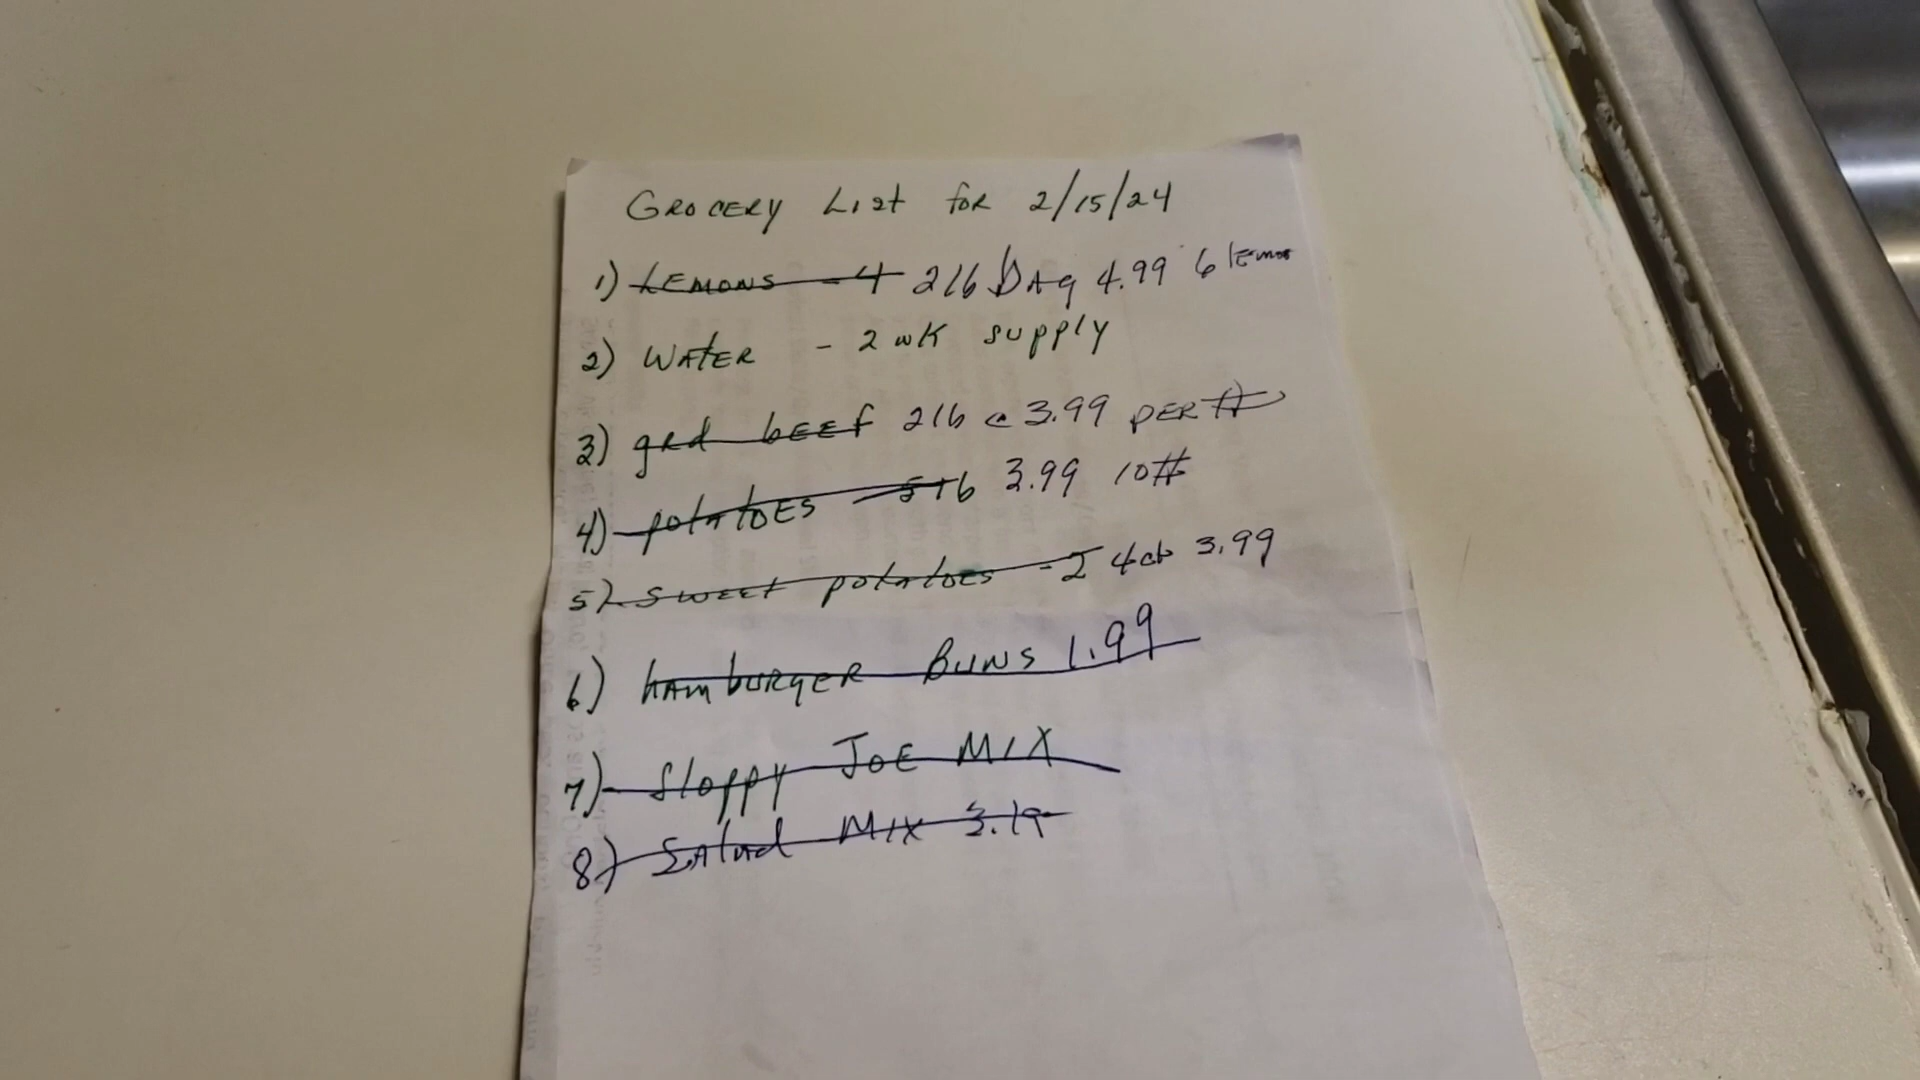 GROCERY LIST FOR 2/15/24
1) LEMONS - 4 2lb BAg 4.99 6 lemons
2) WATER - 2 wK supply
3) grd bEEf 2lb @ 3.99 PER #
4) potatoES - 5lb 3.99 10#
5) SWEEt potatoes - 2 4ct 3.99
6) hAmburgER BUNS 1.99
7) Sloppy JOE MIX
8) SAlad MIX 3.19